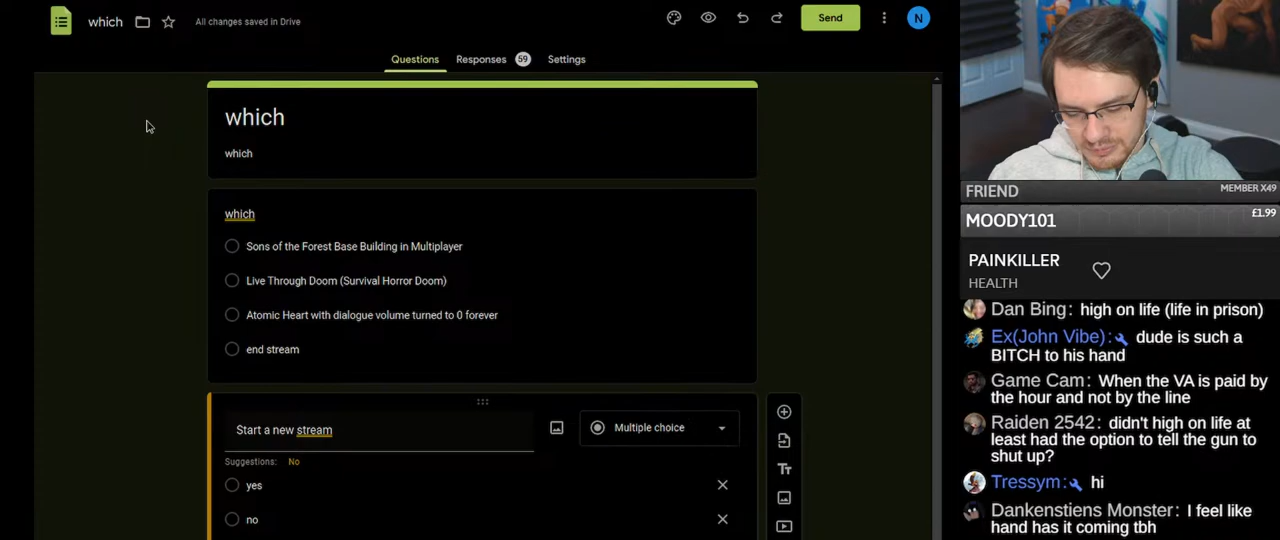 which
All changes saved in Drive
Send
N
Questions
Responses 59
Settings
which
which
which
Sons of the Forest Base Building in Multiplayer
Live Through Doom (Survival Horror Doom)
Atomic Heart with dialogue volume turned to 0 forever
end stream
Start a new stream
Multiple choice
Suggestions: No
yes
no
Tт
FRIEND
MEMBER X49
MOODY101
£1.99
PAINKILLER
HEALTH
Dan Bing: high on life (life in prison)
Ex(John Vibe): dude is such a
BITCH to his hand
Game Cam: When the VA is paid by
the hour and not by the line
Raiden 2542: didn't high on life at
least had the option to tell the gun to
shut up?
Tressym: hi
Dankenstiens Monster: I feel like
hand has it coming tbh